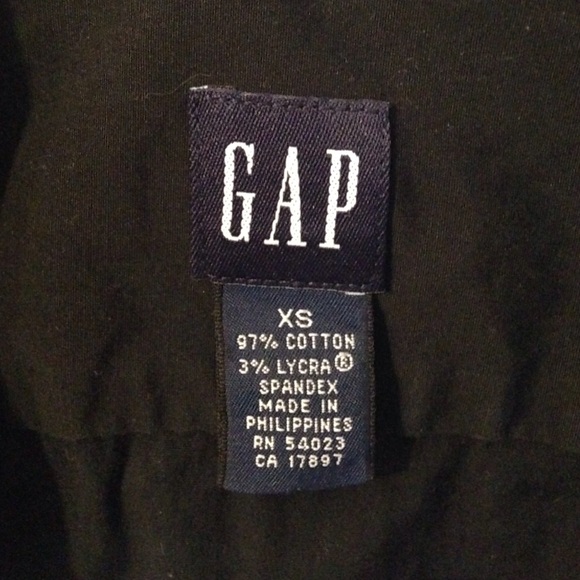 GAP
XS
97% COTTON
3% LYCRA®
SPANDEX
MADE IN
PHILIPPINES
RN 54023
CA 17897